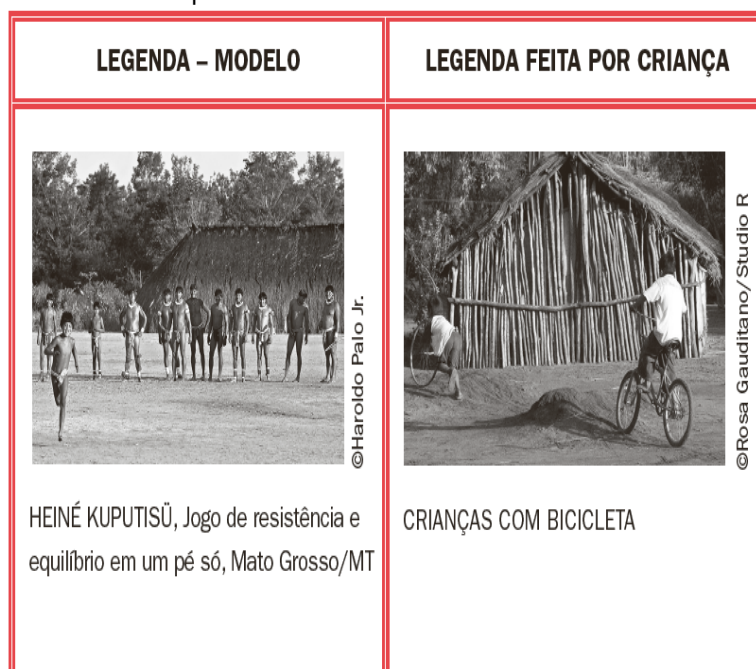 LEGENDA – MODELO
LEGENDA FEITA POR CRIANÇA
©Haroldo Palo Jr.
©Rosa Gauditano/Studio R
HEINÉ KUPUTISÜ, Jogo de resistência e
equilíbrio em um pé só, Mato Grosso/MT
CRIANÇAS COM BICICLETA